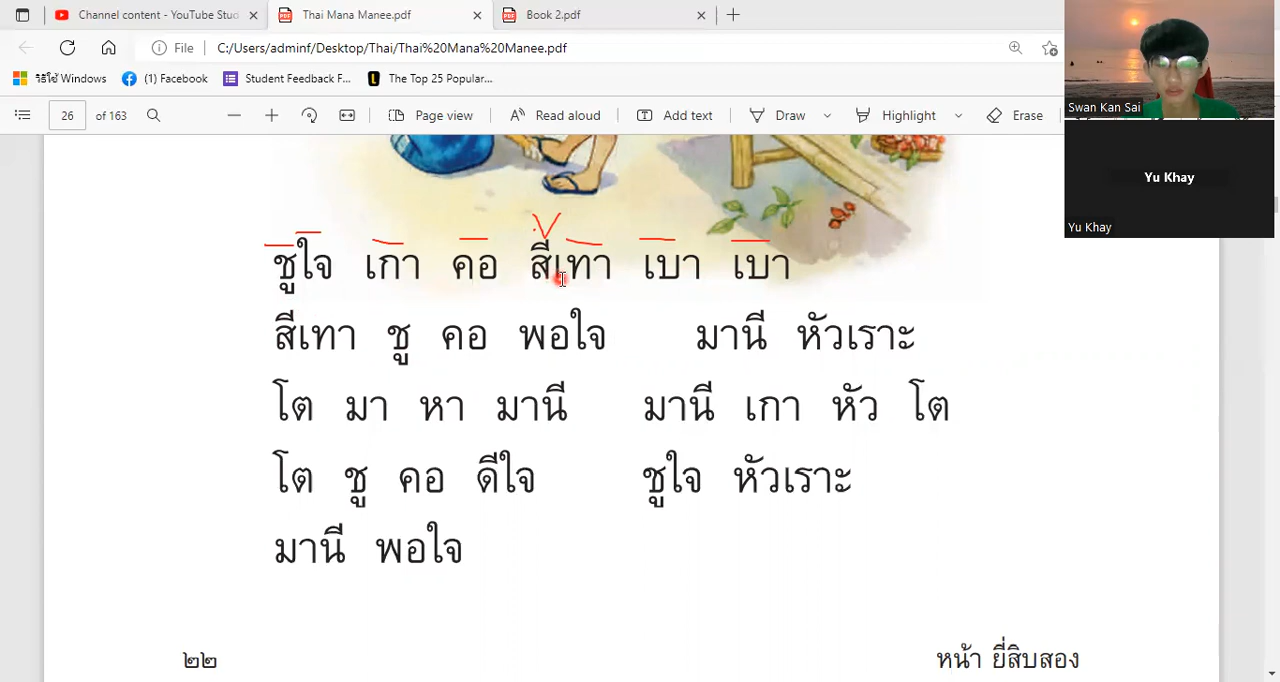 Channel content - YouTube Stud
Thai Mana Manee.pdf
Book 2.pdf
File C:/Users/adminf/Desktop/Thai/Thai%20Mana%20Manee.pdf
วิธีใช้ Windows (1) Facebook Student Feedback F... The Top 25 Popular...
26 of 163 Page view Read aloud Add text Draw Highlight Erase
Swan Kan Sai
Yu Khay
Yu Khay
ชูใจ เกา คอ สีเทา เบา เบา
สีเทา ชู คอ พอใจ มานี หัวเราะ
โต มา หา มานี มานี เกา หัว โต
โต ชู คอ ดีใจ ชูใจ หัวเราะ
มานี พอใจ
๒๒ หน้า ยี่สิบสอง